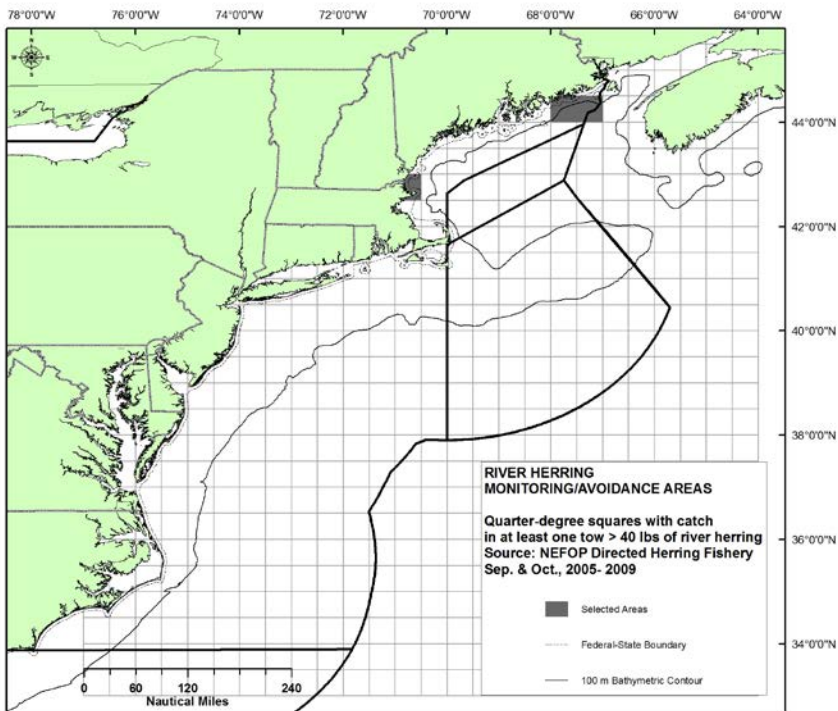 78°0'0"W 76°0'0"W 74°0'0"W 72°0'0"W 70°0'0"W 68°0'0"W 66°0'0"W 64°0'0"W
N
W E
S
44°0'0"N
42°0'0"N
40°0'0"N
38°0'0"N
RIVER HERRING
MONITORING/AVOIDANCE AREAS
Quarter-degree squares with catch
in at least one tow > 40 lbs of river herring
Source: NEFOP Directed Herring Fishery
Sep. & Oct., 2005- 2009
36°0'0"N
Selected Areas
Federal-State Boundary
34°0'0"N
100 m Bathymetric Contour
0 60 120 240
Nautical Miles